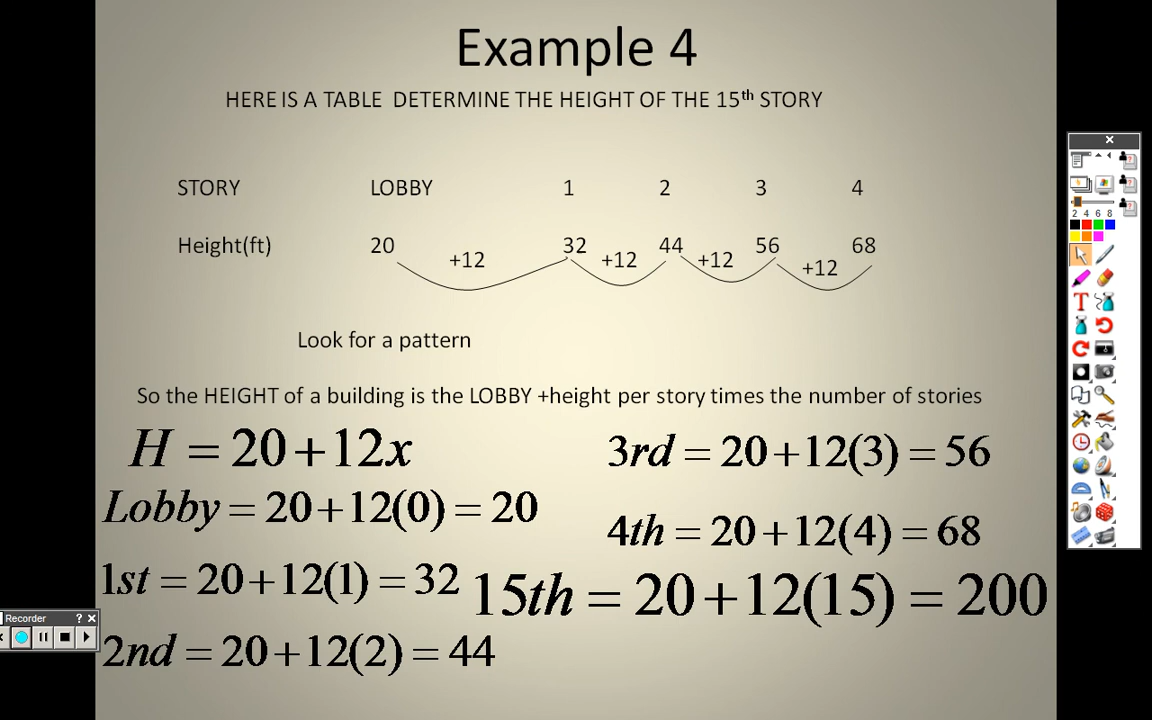 Example 4
HERE IS A TABLE DETERMINE THE HEIGHT OF THE 15th STORY
STORY LOBBY 1 2 3 4
Height(ft) 20 32 44 56 68
+12 +12 +12 +12
Look for a pattern
So the HEIGHT of a building is the LOBBY +height per story times the number of stories
H = 20+12x
Lobby = 20+12(0) = 20
1st = 20+12(1) = 32
2nd = 20+12(2) = 44
3rd = 20+12(3) = 56
4th = 20+12(4) = 68
15th = 20+12(15) = 200
Recorder ? ×
2 4 6 8
T